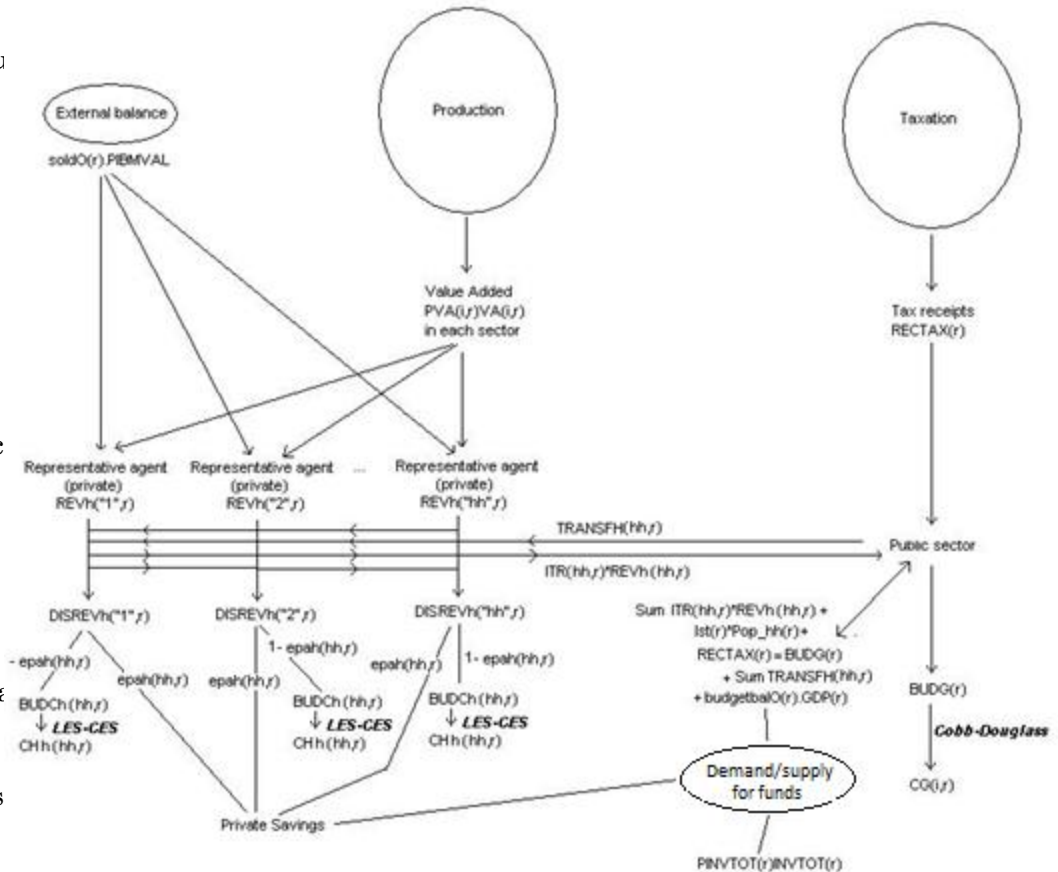 External balance
soldO(r).PIBMVAL
Production
Taxation
Value Added
PVA(i,r)VA(i,r)
in each sector
Tax receipts
RECTAX(r)
Representative agent
(private)
REVh("1",r)
Representative agent
(private)
REVh("2",r)
...
Representative agent
(private)
REVh("hh",r)
TRANSFH(hh,r)
ITR(hh,r)*REVh(hh,r)
Public sector
DISREVh("1",r)
DISREVh("2",r)
DISREVh("hh",r)
- epah(hh,r)
epah(hh,r)
BUDCh(hh,r)
LES-CES
CHh(hh,r)
epah(hh,r)
1- epah(hh,r)
BUDCh(hh,r)
LES-CES
CHh(hh,r)
epah(hh,r)
1- epah(hh,r)
BUDCh(hh,r)
LES-CES
CHh(hh,r)
Sum ITR(hh,r)*REVh(hh,r) +
Ist(r)*Pop_hh(r)+
RECTAX(r)=BUDG(r)
+ Sum TRANSFH(hh,r)
+budgetbalO(r).GDP(r)
BUDG(r)
Cobb-Douglass
CG(i,r)
Private Savings
Demand/supply
for funds
PINVTOT(r)INVTOT(r)